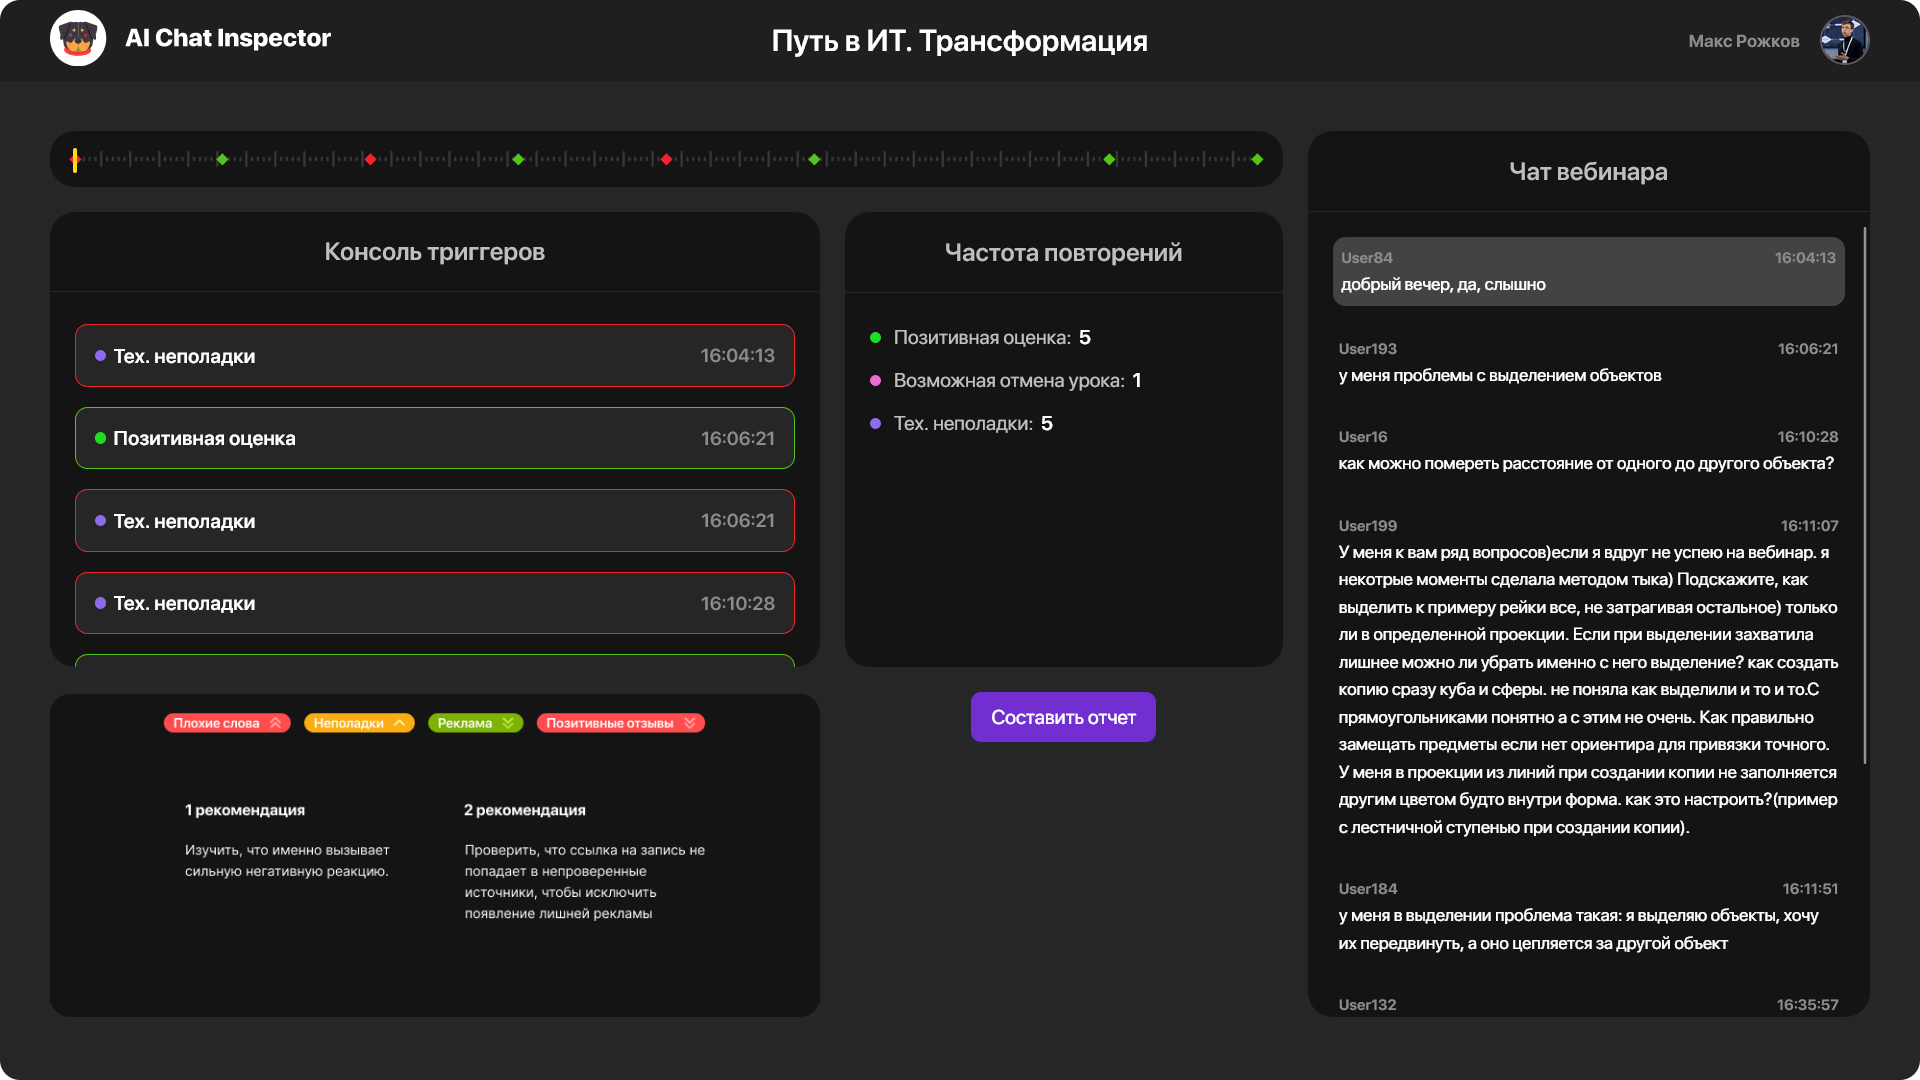 AI Chat Inspector
Путь в ИТ. Трансформация
Макс Рожков
Консоль триггеров
Тех. неполадки 16:04:13
Позитивная оценка 16:06:21
Тех. неполадки 16:06:21
Тех. неполадки 16:10:28
Частота повторений
Позитивная оценка: 5
Возможная отмена урока: 1
Тех. неполадки: 5
Составить отчет
Плохие слова
Неполадки
Реклама
Позитивные отзывы
1 рекомендация
Изучить, что именно вызывает
сильную негативную реакцию.
2 рекомендация
Проверить, что ссылка на запись не
попадает в непроверенные
источники, чтобы исключить
появление лишней рекламы
Чат вебинара
User84 16:04:13
добрый вечер, да, слышно
User193 16:06:21
у меня проблемы с выделением объектов
User16 16:10:28
как можно помереть расстояние от одного до другого объекта?
User199 16:11:07
У меня к вам ряд вопросов)если я вдруг не успею на вебинар. я
некотрые моменты сделала методом тыка) Подскажите, как
выделить к примеру рейки все, не затрагивая остальное) только
ли в определенной проекции. Если при выделении захватила
лишнее можно ли убрать именно с него выделение? как создать
копию сразу куба и сферы. не поняла как выделили и то и то.С
прямоугольниками понятно а с этим не очень. Как правильно
замещать предметы если нет ориентира для привязки точного.
У меня в проекции из линий при создании копии не заполняется
другим цветом будто внутри форма. как это настроить?(пример
с лестничной ступенью при создании копии).
User184 16:11:51
у меня в выделении проблема такая: я выделяю объекты, хочу
их передвинуть, а оно цепляется за другой объект
User132 16:35:57